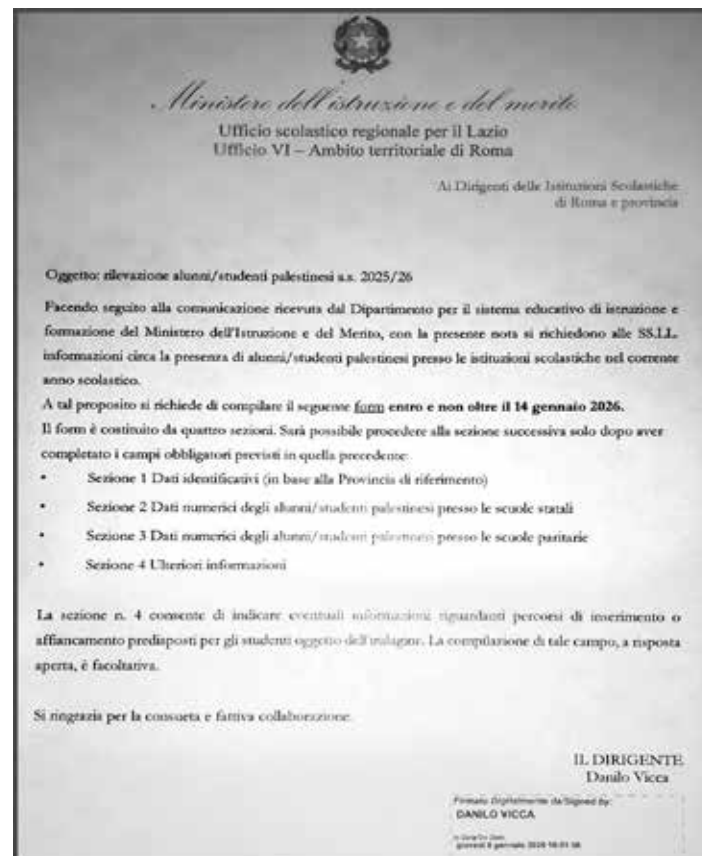 Ministero dell'istruzione e del merito
Ufficio scolastico regionale per il Lazio
Ufficio VI – Ambito territoriale di Roma
Ai Dirigenti delle Istituzioni Scolastiche
di Roma e provincia
Oggetto: rilevazione alunni/studenti palestinesi a.s. 2025/26
Facendo seguito alla comunicazione ricevuta dal Dipartimento per il sistema educativo di istruzione e
formazione del Ministero dell'Istruzione e del Merito, con la presente nota si richiedono alle SS.LL.
informazioni circa la presenza di alunni/studenti palestinesi presso le istituzioni scolastiche nel corrente
anno scolastico.
A tal proposito si richiede di compilare il seguente form entro e non oltre il 14 gennaio 2026.
Il form è costituito da quattro sezioni. Sarà possibile procedere alla sezione successiva solo dopo aver
completato i campi obbligatori previsti in quella precedente:
• Sezione 1 Dati identificativi (in base alla Provincia di riferimento)
• Sezione 2 Dati numerici degli alunni/studenti palestinesi presso le scuole statali
• Sezione 3 Dati numerici degli alunni/studenti palestinesi presso le scuole paritarie
• Sezione 4 Ulteriori informazioni
La sezione n. 4 consente di indicare eventuali informazioni riguardanti percorsi di inserimento o
affiancamento predisposti per gli studenti oggetto dell'indagine. La compilazione di tale campo, a risposta
aperta, è facoltativa.
Si ringrazia per la consueta e fattiva collaborazione.
IL DIRIGENTE
Danilo Vicca
Firmato Digitalmente da/Signed by:
DANILO VICCA
giovedì 8 gennaio 2026